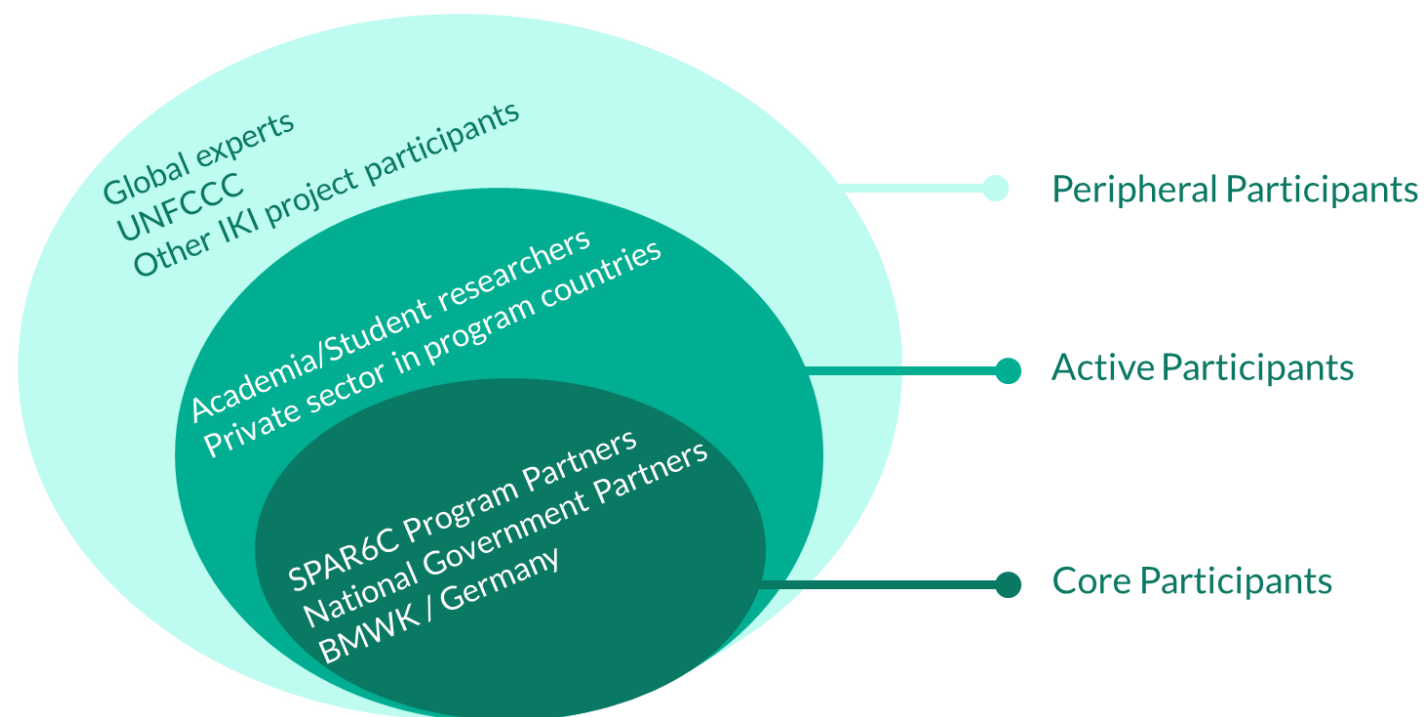 Global experts
UNFCCC
Other IKI project participants
Peripheral Participants
Academia/Student researchers
Private sector in program countries
Active Participants
SPAR6C Program Partners
National Government Partners
BMWK / Germany
Core Participants